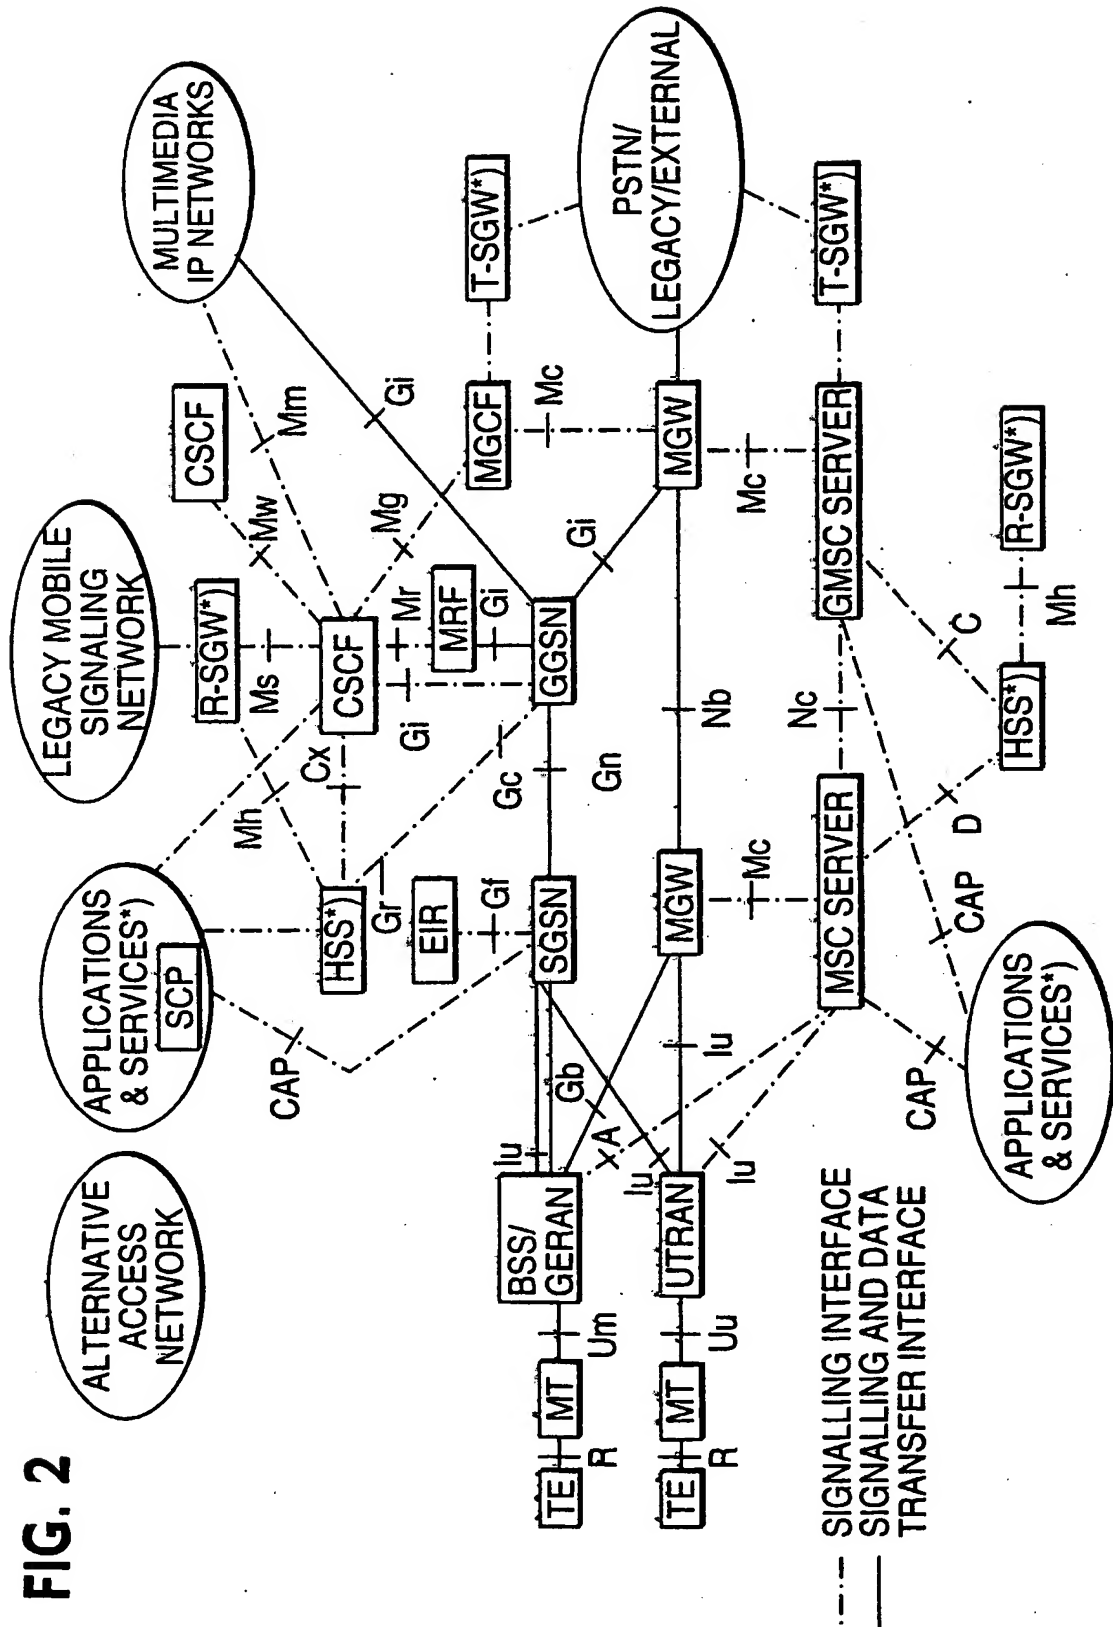 FIG. 2
ALTERNATIVE
ACCESS
NETWORK
APPLICATIONS
& SERVICES*)
SCP
LEGACY MOBILE
SIGNALING
NETWORK
MULTIMEDIA
IP NETWORKS
CAP
Mh
R-SGW*)
Ms
Mw
CSCF
Mm
HSS*)
Cx
CSCF
Gi
Gr
Gc
Mr
MRF
Gi
Mg
Gi
EIR
Gf
MGCF
T-SGW*)
Mc
TE
R
MT
Um
BSS/
GERAN
Iu
SGSN
Gn
GGSN
Gi
Gb
A
TE
R
MT
Uu
UTRAN
Iu
Iu
Iu
MGW
Nb
MGW
PSTN/
LEGACY/EXTERNAL
Mc
Mc
MSC SERVER
Nc
GMSC SERVER
T-SGW*)
CAP
CAP
D
C
HSS*)
Mh
R-SGW*)
APPLICATIONS
& SERVICES*)
SIGNALLING INTERFACE
SIGNALLING AND DATA
TRANSFER INTERFACE